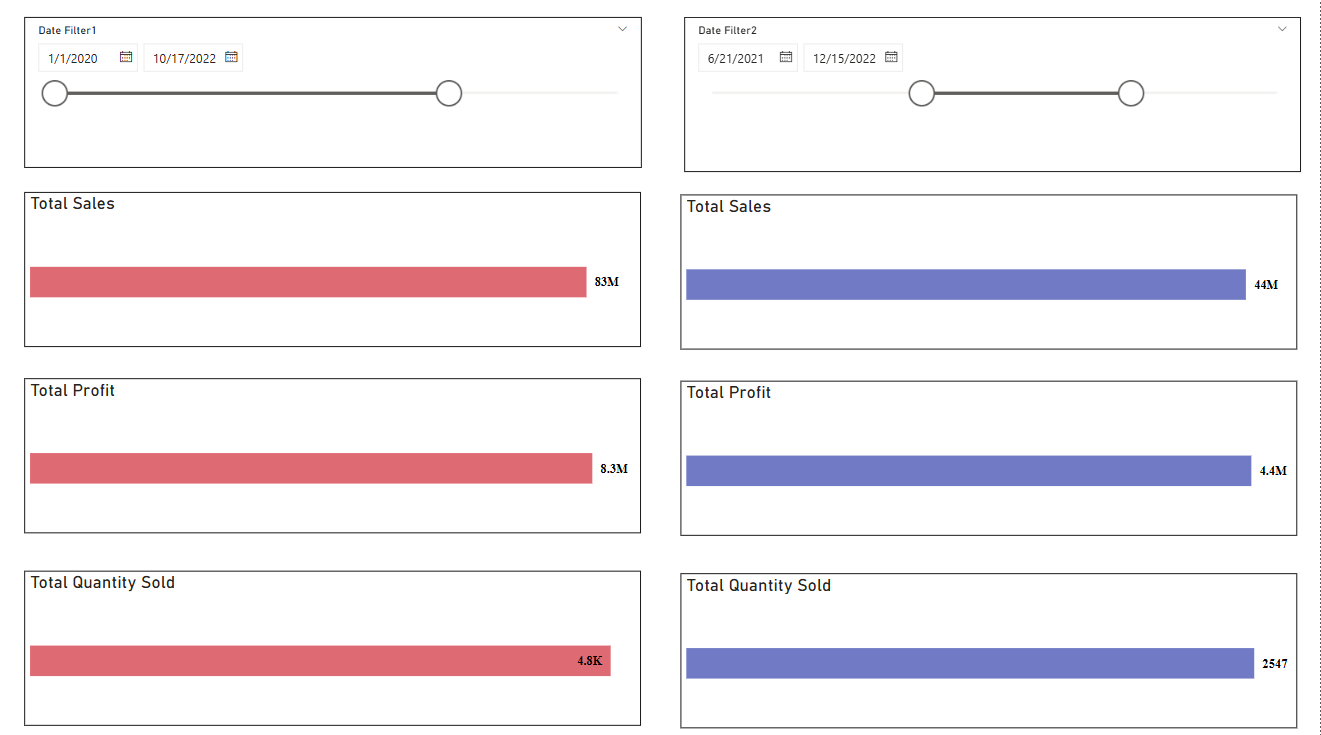 Date Filter1
1/1/2020
10/17/2022
Date Filter2
6/21/2021
12/15/2022
Total Sales
83M
Total Sales
44M
Total Profit
8.3M
Total Profit
4.4M
Total Quantity Sold
4.8K
Total Quantity Sold
2547